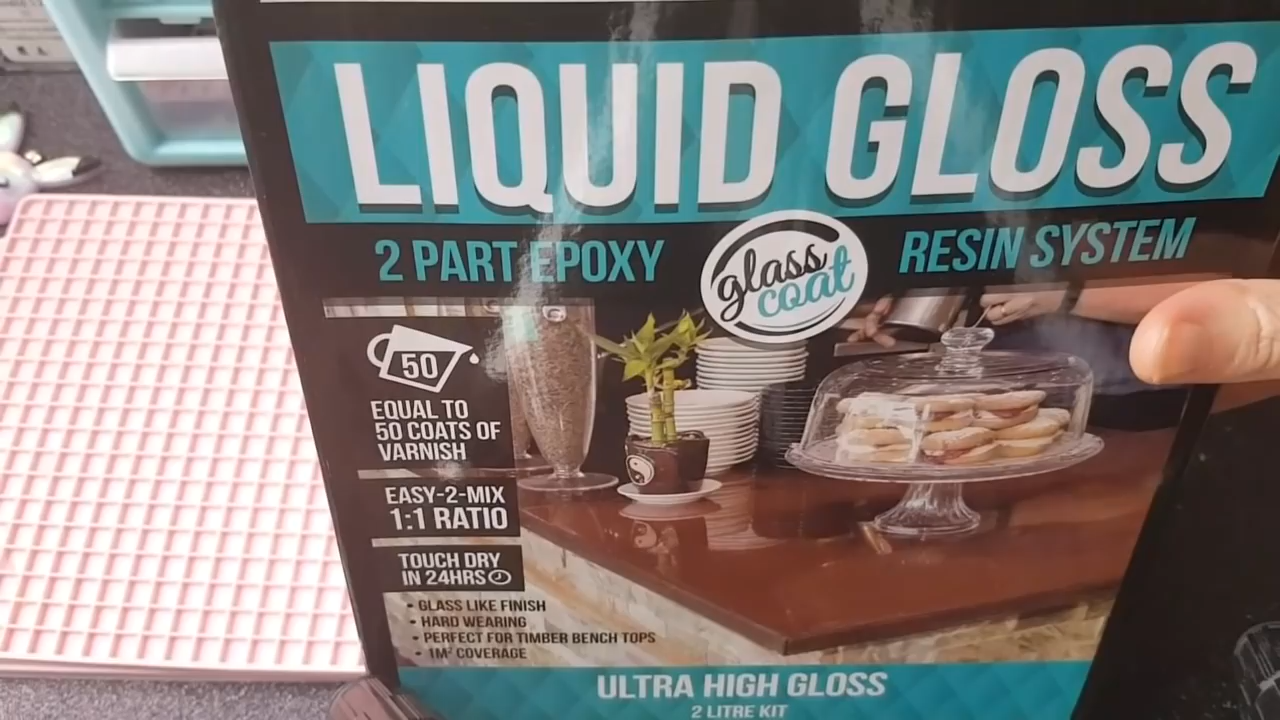 LIQUID GLOSS
2 PART EPOXY
glass
coat
RESIN SYSTEM
50
EQUAL TO
50 COATS OF
VARNISH
EASY-2-MIX
1:1 RATIO
TOUCH DRY
IN 24HRS
• GLASS LIKE FINISH
• HARD WEARING
• PERFECT FOR TIMBER BENCH TOPS
• 1M² COVERAGE
ULTRA HIGH GLOSS
2 LITRE KIT